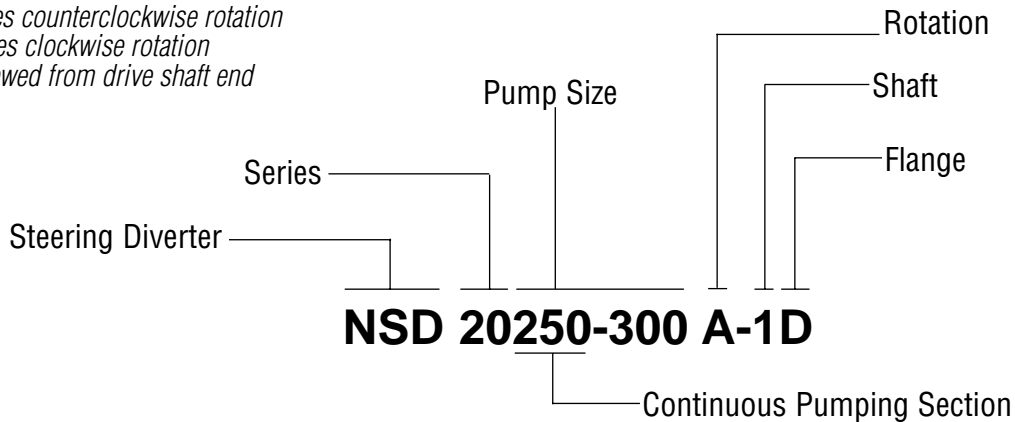 counterclockwise rotation
clockwise rotation
from drive shaft end
Rotation
Pump Size
Shaft
Series
Flange
Steering Diverter
NSD 20250-300 A-1D
Continuous Pumping Section